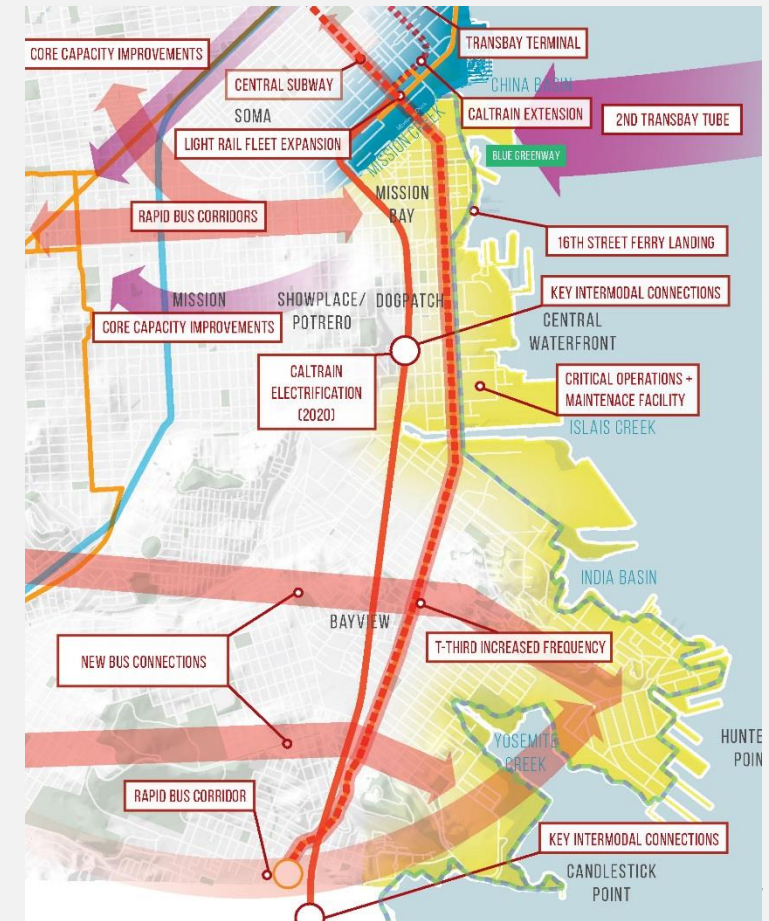 CORE CAPACITY IMPROVEMENTS
TRANSBAY TERMINAL
CENTRAL SUBWAY
CHINA BASIN
SOMA
CALTRAIN EXTENSION
2ND TRANSBAY TUBE
LIGHT RAIL FLEET EXPANSION
MISSION CREEK
BLUE GREENWAY
MISSION
BAY
RAPID BUS CORRIDORS
16TH STREET FERRY LANDING
KEY INTERMODAL CONNECTIONS
MISSION
SHOWPLACE/
POTRERO
DOGPATCH
CENTRAL
WATERFRONT
CORE CAPACITY IMPROVEMENTS
CALTRAIN
ELECTRIFICATION
(2020)
CRITICAL OPERATIONS +
MAINTENACE FACILITY
ISLAIS CREEK
INDIA BASIN
BAYVIEW
T-THIRD INCREASED FREQUENCY
NEW BUS CONNECTIONS
YOSEMITE
CREEK
HUNTE
POIN
RAPID BUS CORRIDOR
KEY INTERMODAL CONNECTIONS
CANDLESTICK
POINT